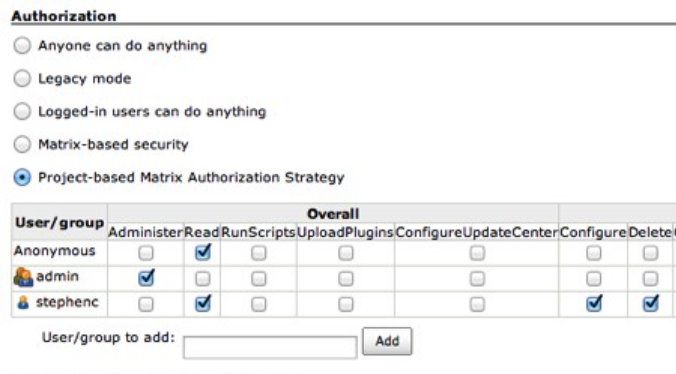 Authorization
Anyone can do anything
Legacy mode
Logged-in users can do anything
Matrix-based security
Project-based Matrix Authorization Strategy
User/group Overall
Administer Read RunScripts UploadPlugins ConfigureUpdateCenter Configure Delete
Anonymous
admin
stephenc
User/group to add: Add